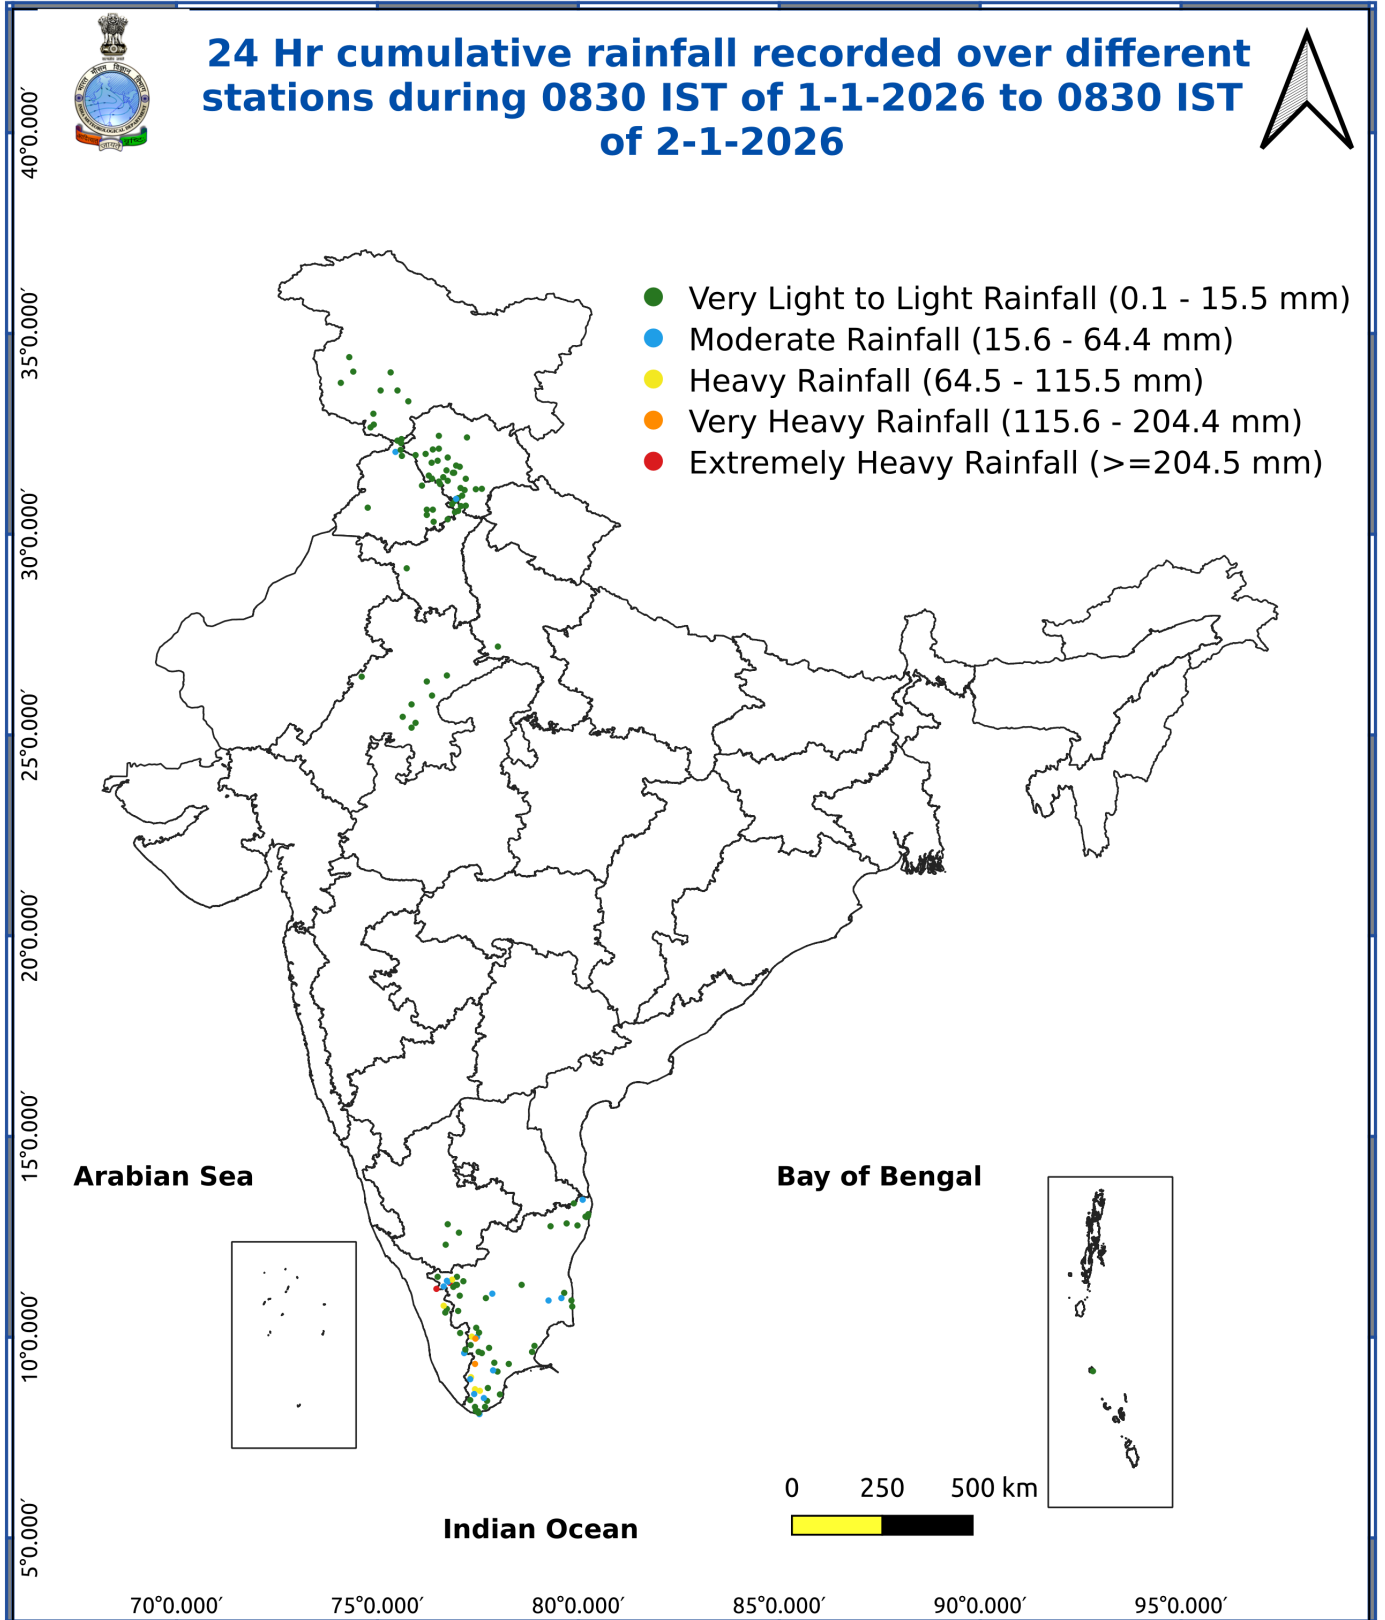 24 Hr cumulative rainfall recorded over different
stations during 0830 IST of 1-1-2026 to 0830 IST
of 2-1-2026
Very Light to Light Rainfall (0.1 - 15.5 mm)
Moderate Rainfall (15.6 - 64.4 mm)
Heavy Rainfall (64.5 - 115.5 mm)
Very Heavy Rainfall (115.6 - 204.4 mm)
Extremely Heavy Rainfall (>=204.5 mm)
40°0.000′
35°0.000′
30°0.000′
25°0.000′
20°0.000′
15°0.000′
10°0.000′
5°0.000′
Arabian Sea
Bay of Bengal
Indian Ocean
0 250 500 km
70°0.000′ 75°0.000′ 80°0.000′ 85°0.000′ 90°0.000′ 95°0.000′